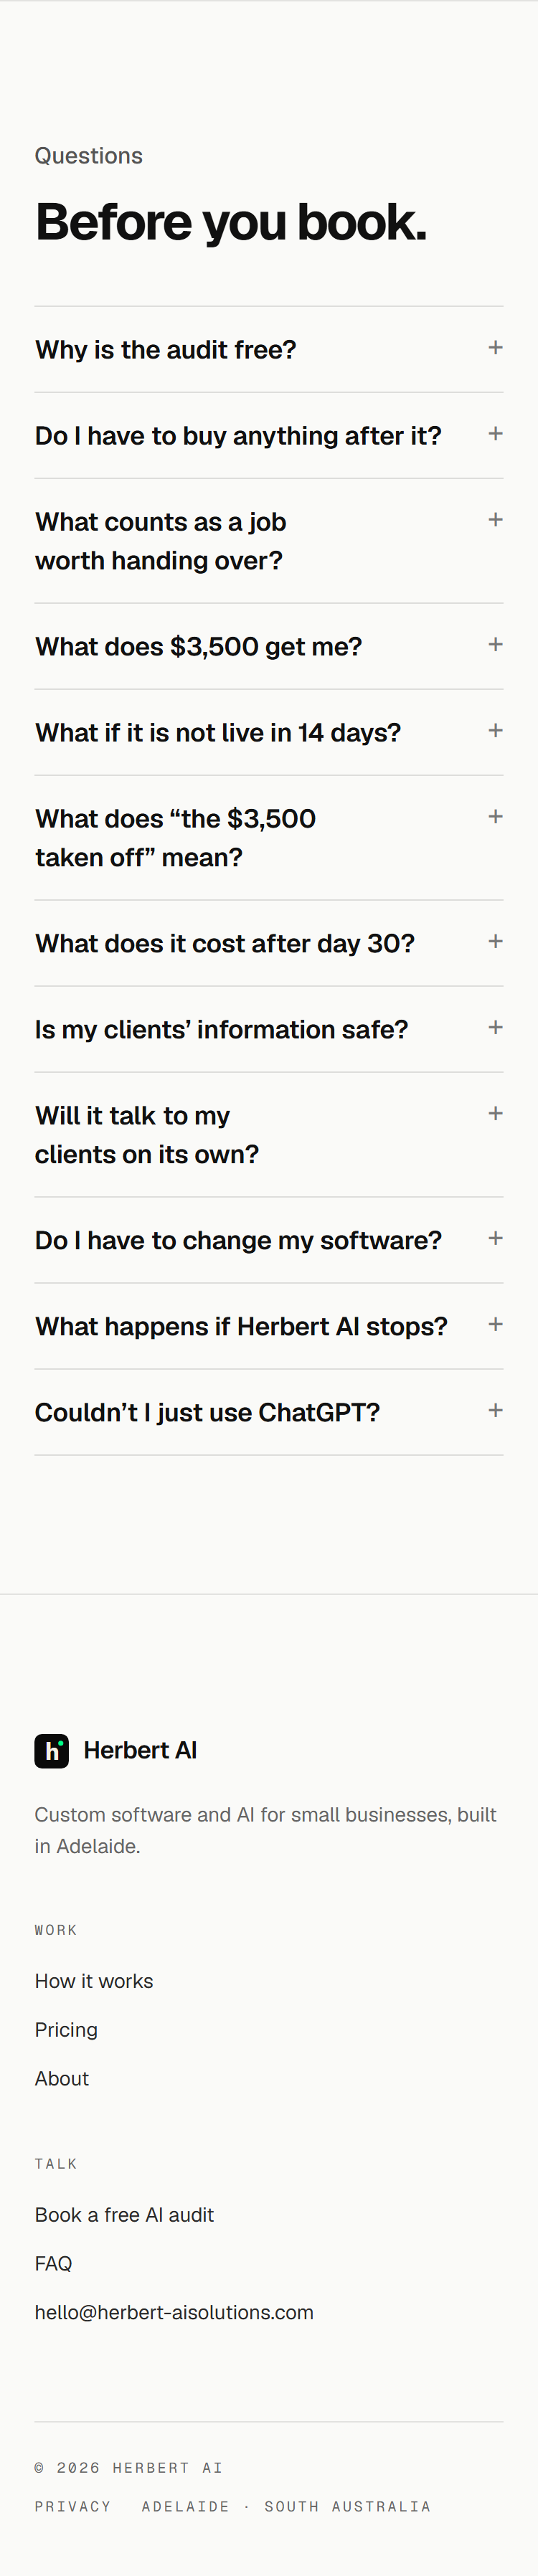 Questions
Before you book.
Why is the audit free? +
Do I have to buy anything after it? +
What counts as a job +
worth handing over?
What does $3,500 get me? +
What if it is not live in 14 days? +
What does “the $3,500 +
taken off” mean?
What does it cost after day 30? +
Is my clients’ information safe? +
Will it talk to my +
clients on its own?
Do I have to change my software? +
What happens if Herbert AI stops? +
Couldn’t I just use ChatGPT? +
h Herbert AI
Custom software and AI for small businesses, built
in Adelaide.
WORK
How it works
Pricing
About
TALK
Book a free AI audit
FAQ
hello@herbert-aisolutions.com
© 2026 HERBERT AI
PRIVACY ADELAIDE · SOUTH AUSTRALIA